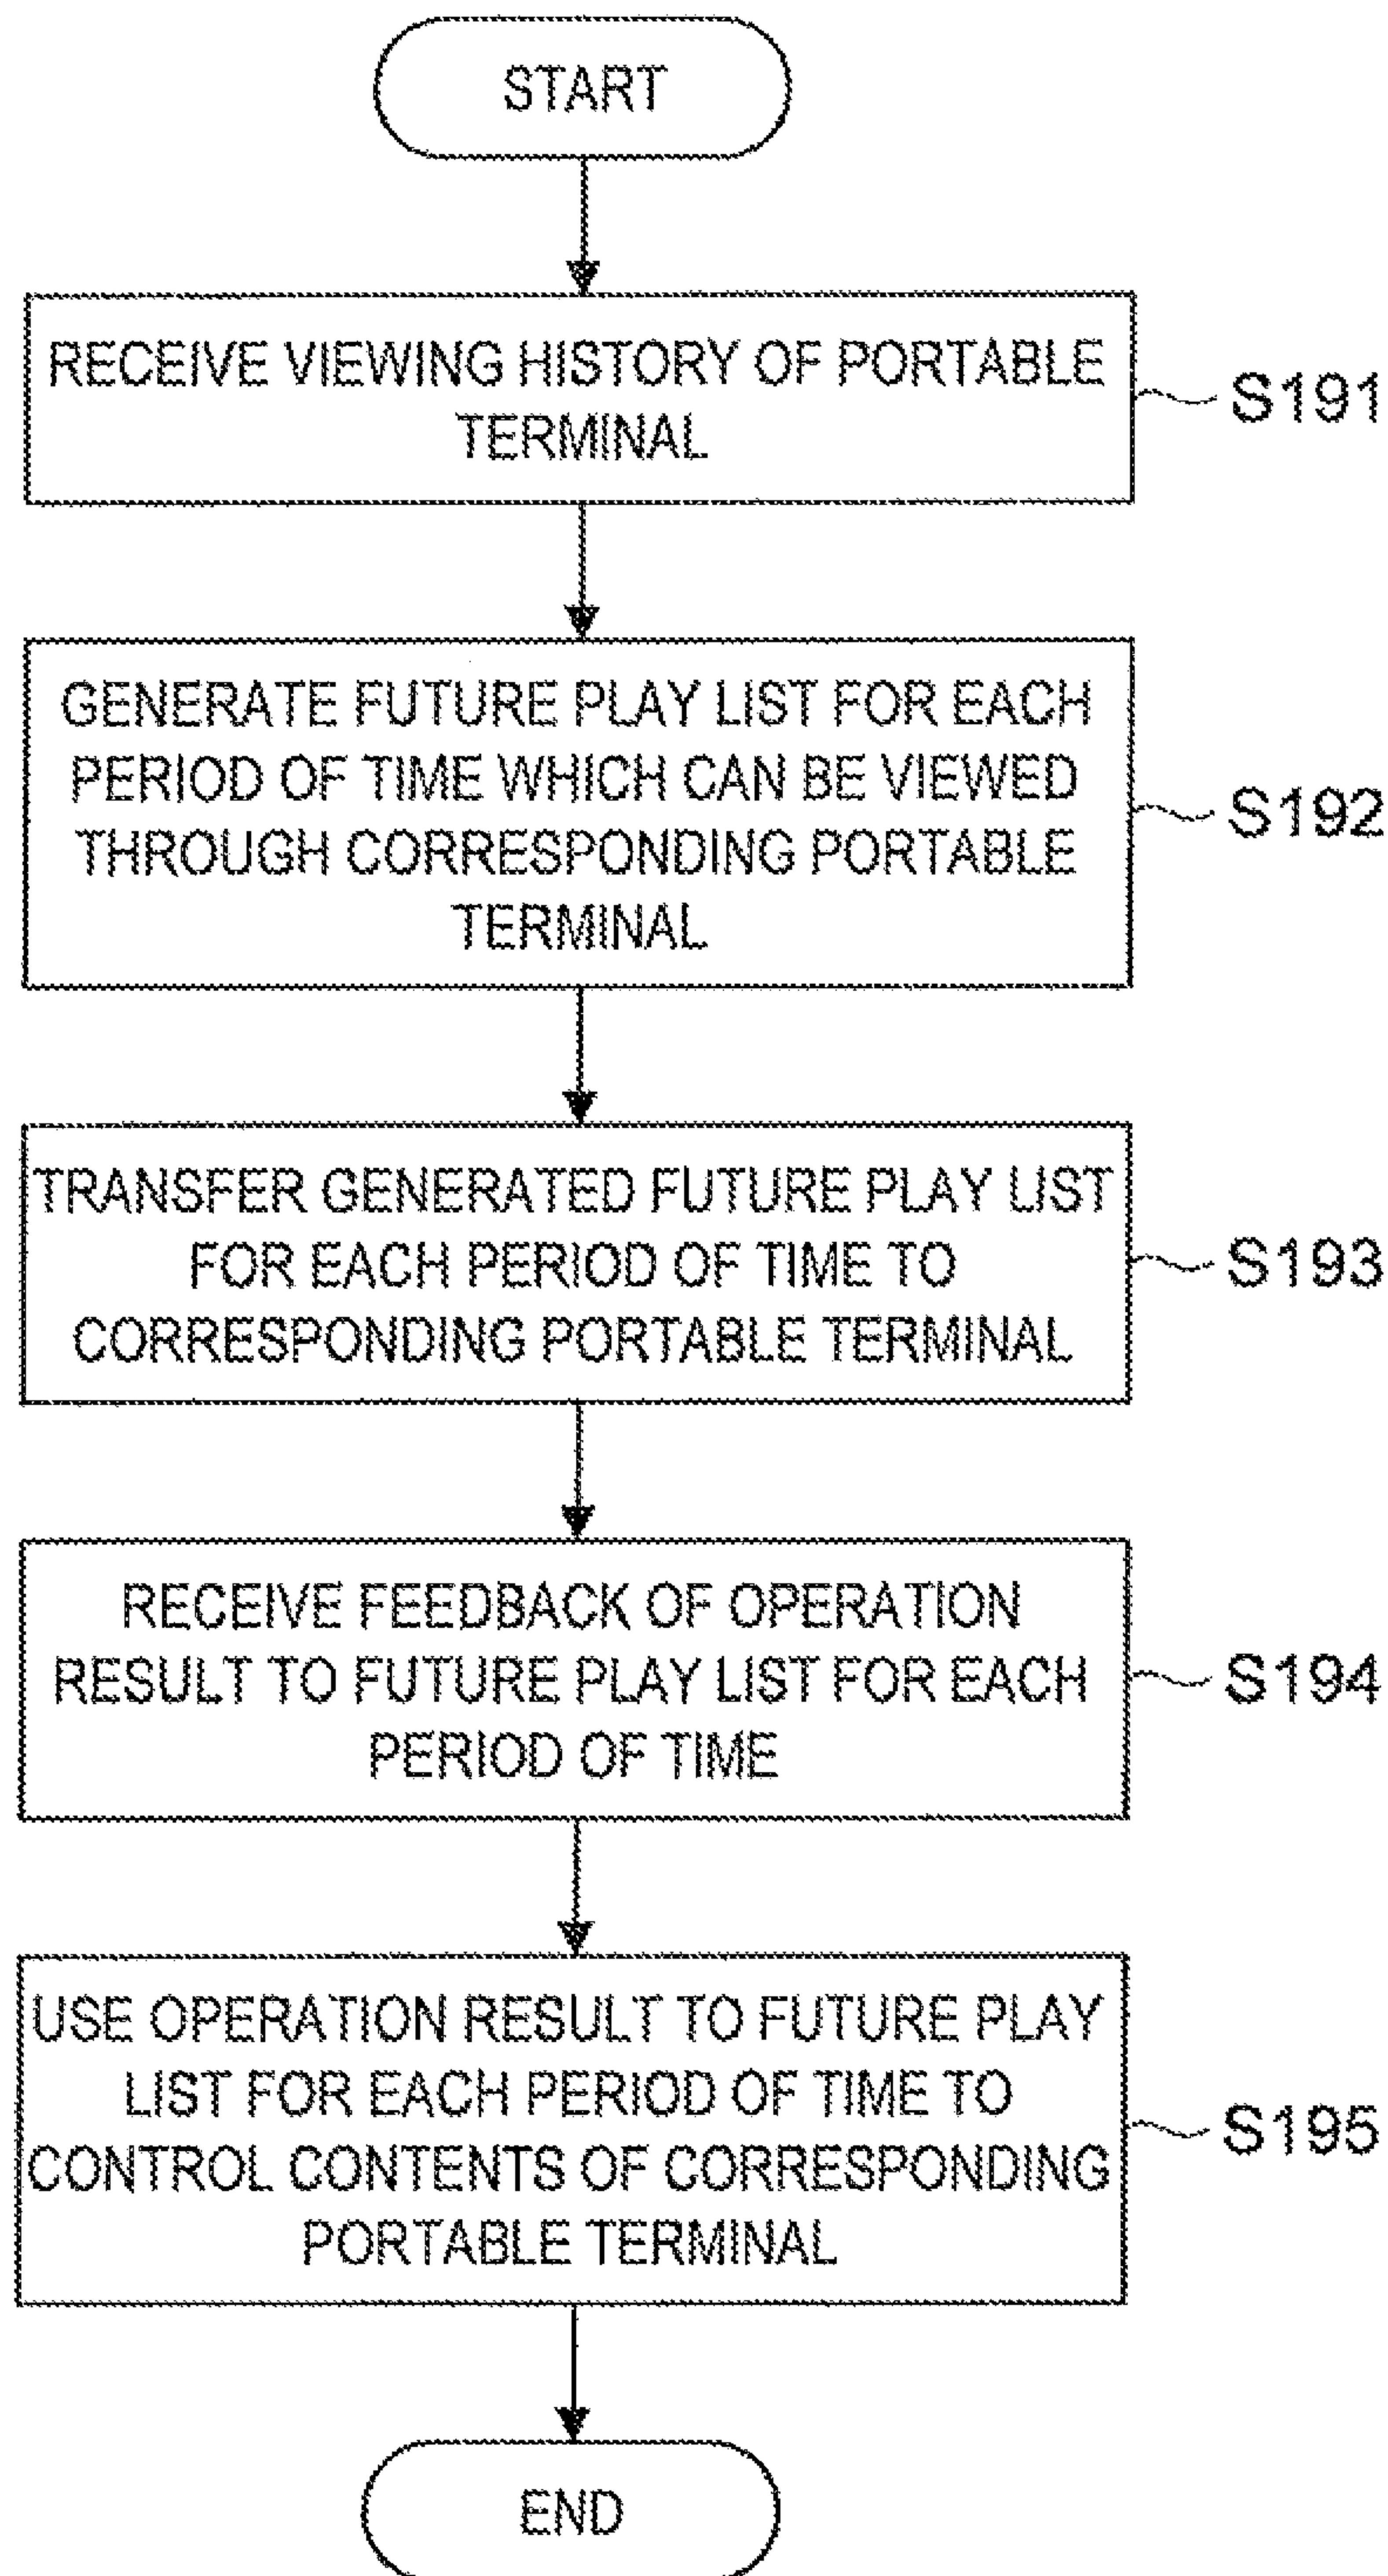 START
RECEIVE VIEWING HISTORY OF PORTABLE
TERMINAL
S191
GENERATE FUTURE PLAY LIST FOR EACH
PERIOD OF TIME WHICH CAN BE VIEWED
THROUGH CORRESPONDING PORTABLE
TERMINAL
S192
TRANSFER GENERATED FUTURE PLAY LIST
FOR EACH PERIOD OF TIME TO
CORRESPONDING PORTABLE TERMINAL
S193
RECEIVE FEEDBACK OF OPERATION
RESULT TO FUTURE PLAY LIST FOR EACH
PERIOD OF TIME
S194
USE OPERATION RESULT TO FUTURE PLAY
LIST FOR EACH PERIOD OF TIME TO
CONTROL CONTENTS OF CORRESPONDING
PORTABLE TERMINAL
S195
END